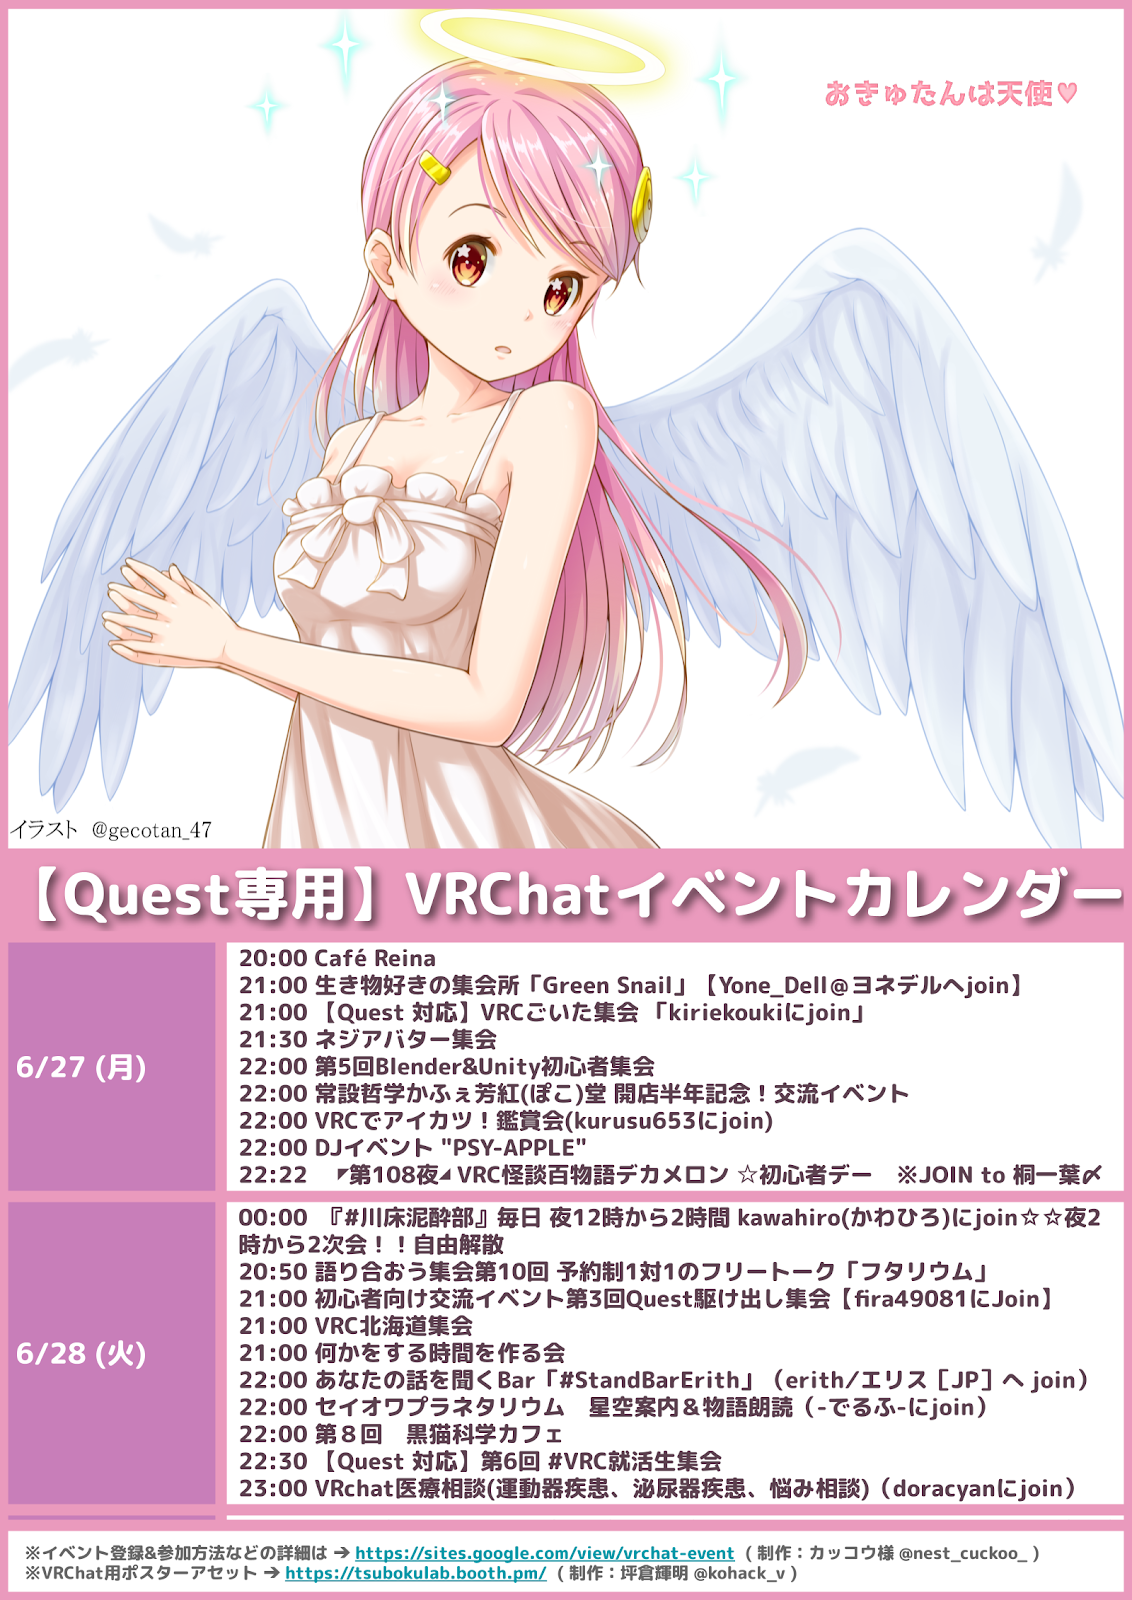 おきゅたんは天使♥
イラスト @gecotan_47
【Quest専用】VRChatイベントカレンダー
6/27 (月)
20:00 Café Reina
21:00 生き物好きの集会所「Green Snail」【Yone_Dell@ヨネデルへjoin】
21:00 【Quest 対応】VRCごいた集会 「kiriekoukiにjoin」
21:30 ネジアバター集会
22:00 第5回Blender&Unity初心者集会
22:00 常設哲学かふぇ芳紅(ぽこ)堂 開店半年記念！交流イベント
22:00 VRCでアイカツ！鑑賞会(kurusu653にjoin)
22:00 DJイベント "PSY-APPLE"
22:22 ◤第108夜◢ VRC怪談百物語デカメロン ☆初心者デー ※JOIN to 桐一葉〆
6/28 (火)
00:00 『#川床泥酔部』毎日 夜12時から2時間 kawahiro(かわひろ)にjoin☆☆夜2
時から2次会！！自由解散
20:50 語り合おう集会第10回 予約制1対1のフリートーク「フタリウム」
21:00 初心者向け交流イベント第3回Quest駆け出し集会【fira49081にJoin】
21:00 VRC北海道集会
21:00 何かをする時間を作る会
22:00 あなたの話を聞くBar「#StandBarErith」（erith/エリス［JP］へ join）
22:00 セイオワプラネタリウム　星空案内＆物語朗読（-でるふ-にjoin）
22:00 第８回　黒猫科学カフェ
22:30 【Quest 対応】第6回 #VRC就活生集会
23:00 VRchat医療相談(運動器疾患、泌尿器疾患、悩み相談)（doracyanにjoin）
※イベント登録&参加方法などの詳細は ➔ https://sites.google.com/view/vrchat-event ( 制作：カッコウ様 @nest_cuckoo_ )
※VRChat用ポスターアセット ➔ https://tsubokulab.booth.pm/ ( 制作：坪倉輝明 @kohack_v )